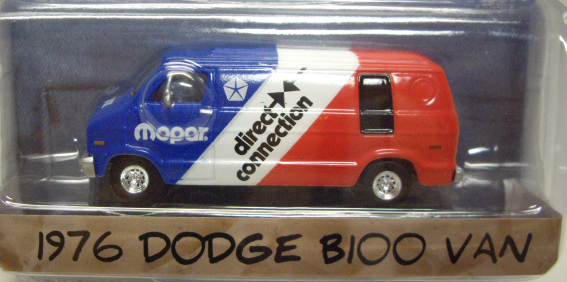 mopar.
direct
connection
1976 DODGE B100 VAN